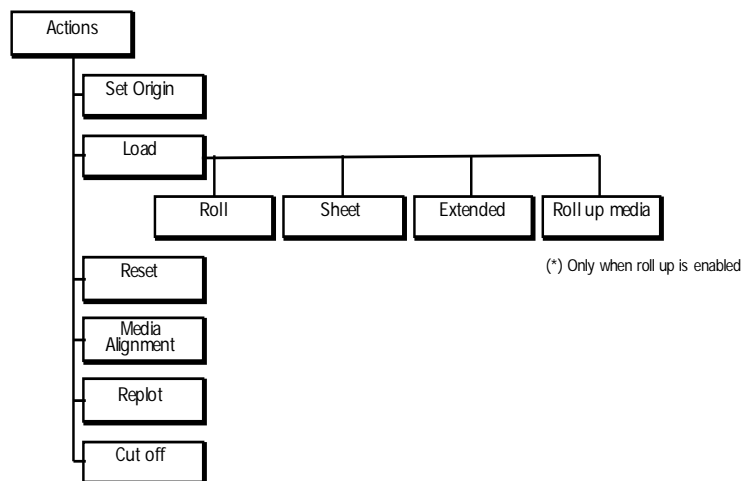 Actions
Set Origin
Load
Roll
Sheet
Extended
Roll up media
(*) Only when roll up is enabled
Reset
Media
Alignment
Replot
Cut off